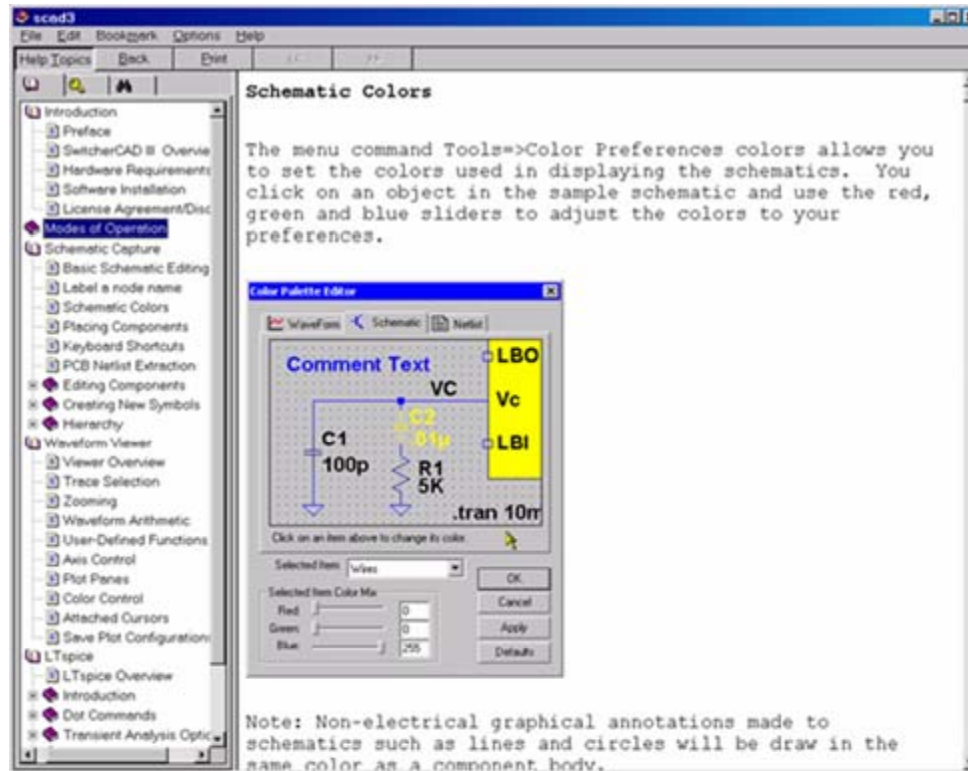 scad3
File Edit Bookmark Options Help
Help Topics Back Print << >>
Introduction
Preface
SwitcherCAD III Overvie
Hardware Requirements
Software Installation
License Agreement/Disc
Modes of Operation
Schematic Capture
Basic Schematic Editing
Label a node name
Schematic Colors
Placing Components
Keyboard Shortcuts
PCB Netlist Extraction
Editing Components
Creating New Symbols
Hierarchy
Waveform Viewer
Viewer Overview
Trace Selection
Zooming
Waveform Arithmetic
User-Defined Functions
Axis Control
Plot Panes
Color Control
Attached Cursors
Save Plot Configurations
LTspice
LTspice Overview
Introduction
Dot Commands
Transient Analysis Optic
Schematic Colors
The menu command Tools=>Color Preferences colors allows you
to set the colors used in displaying the schematics. You
click on an object in the sample schematic and use the red,
green and blue sliders to adjust the colors to your
preferences.
Color Palette Editor
WaveForm Schematic Netlist
Comment Text
LBO
VC
Vc
C2
.01µ
LBI
C1
100p
R1
5K
.tran 10m
Click on an item above to change its color.
Selected Item: Wires
OK
Selected Item Color Mix
Cancel
Red: 0
Green: 0
Apply
Blue: 255
Defaults
Note: Non-electrical graphical annotations made to
schematics such as lines and circles will be draw in the
same color as a component body.